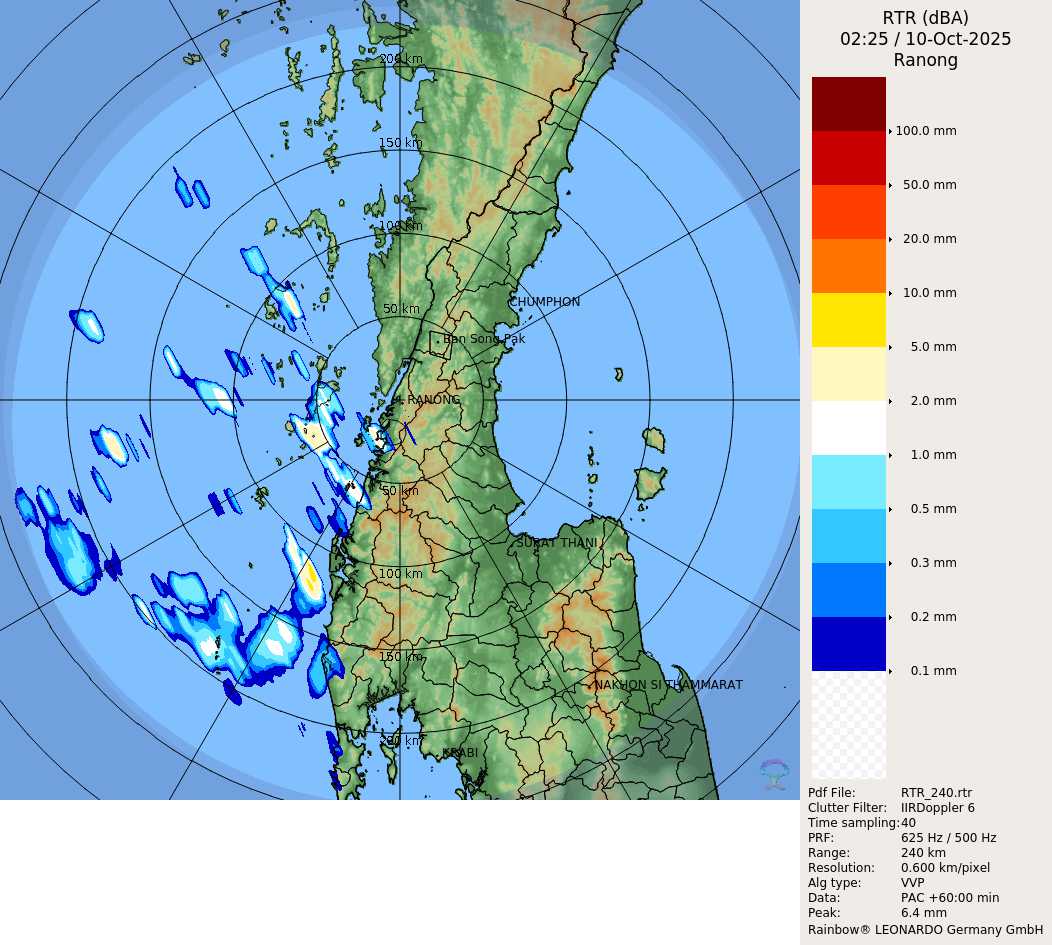 RTR (dBA)
02:25 / 10-Oct-2025
Ranong
200 km
150 km
100 km
50 km
CHUMPHON
Ban Song Pak
RANONG
50 km
SURAT THANI
100 km
150 km
NAKHON SI THAMMARAT
200 km
KRABI
100.0 mm
50.0 mm
20.0 mm
10.0 mm
5.0 mm
2.0 mm
1.0 mm
0.5 mm
0.3 mm
0.2 mm
0.1 mm
Pdf File: RTR_240.rtr
Clutter Filter: IIRDoppler 6
Time sampling:40
PRF: 625 Hz / 500 Hz
Range: 240 km
Resolution: 0.600 km/pixel
Alg type: VVP
Data: PAC +60:00 min
Peak: 6.4 mm
Rainbow® LEONARDO Germany GmbH